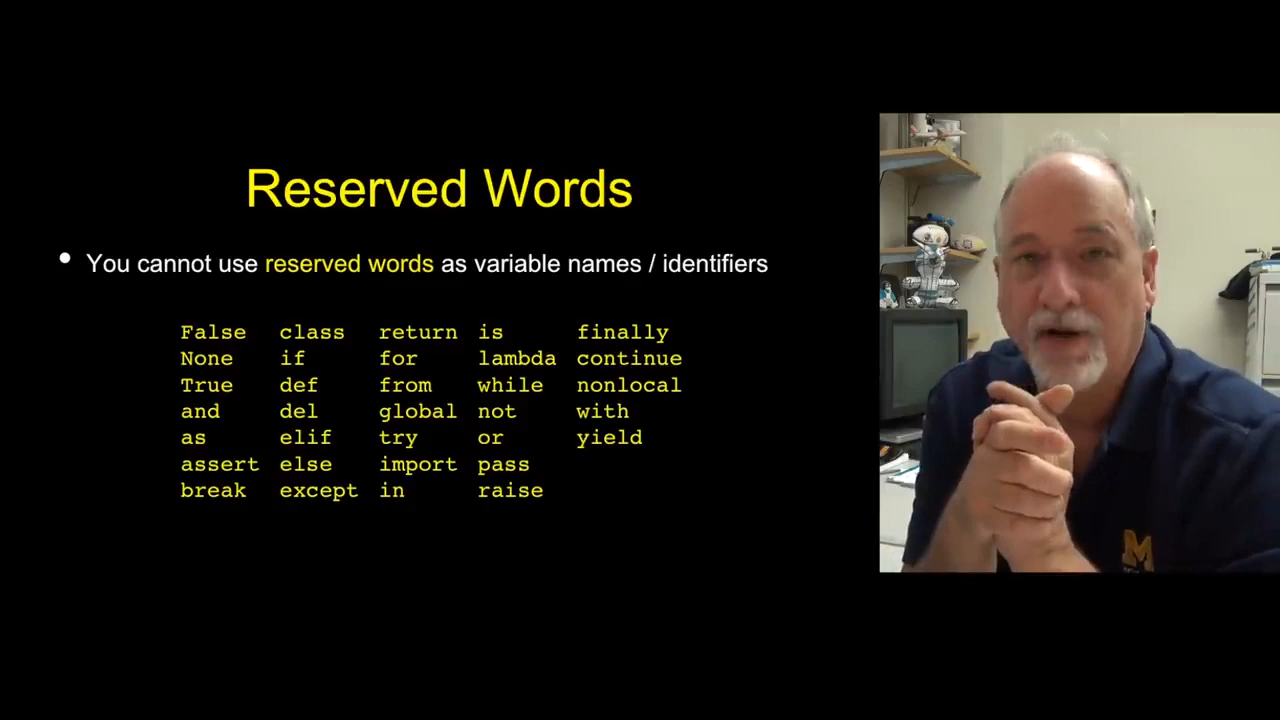 Reserved Words
• You cannot use reserved words as variable names / identifiers
False class return is finally
None if for lambda continue
True def from while nonlocal
and del global not with
as elif try or yield
assert else import pass
break except in raise
M